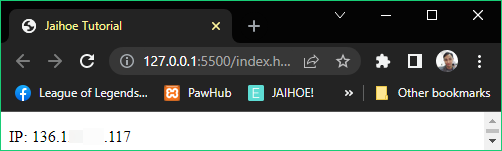 Jaihoe Tutorial
127.0.0.1:5500/index.h...
League of Legends... PawHub JAIHOE! » Other bookmarks
IP: 136.1 .117